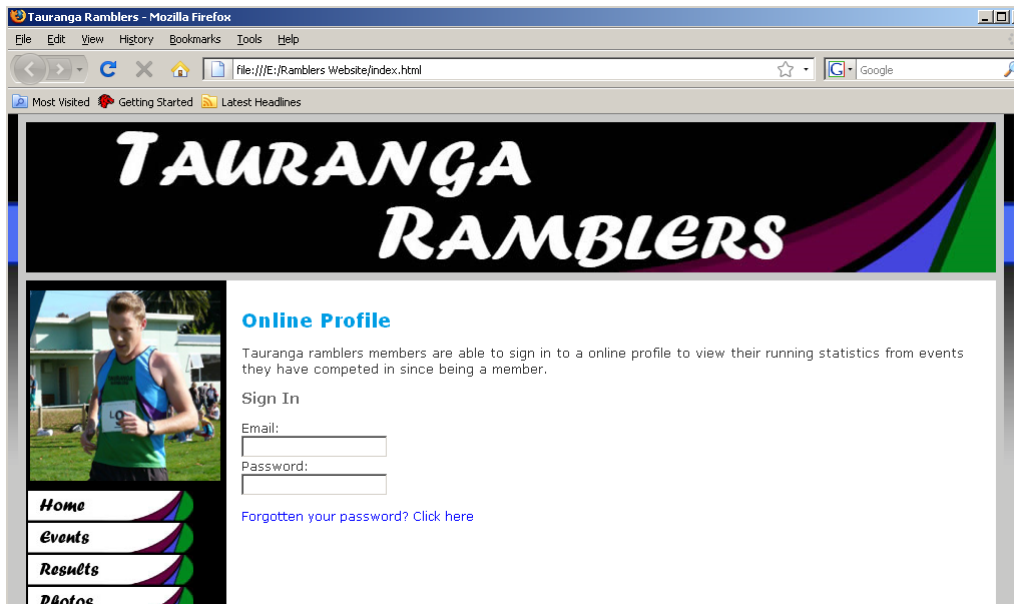 Tauranga Ramblers - Mozilla Firefox
File Edit View History Bookmarks Tools Help
file:///E:/Ramblers Website/index.html
G Google
Most Visited Getting Started Latest Headlines
TAURANGA
RAMBLERS
LO
Online Profile
Tauranga ramblers members are able to sign in to a online profile to view their running statistics from events
they have competed in since being a member.
Sign In
Email:
Password:
Forgotten your password? Click here
Home
Events
Results
Photos